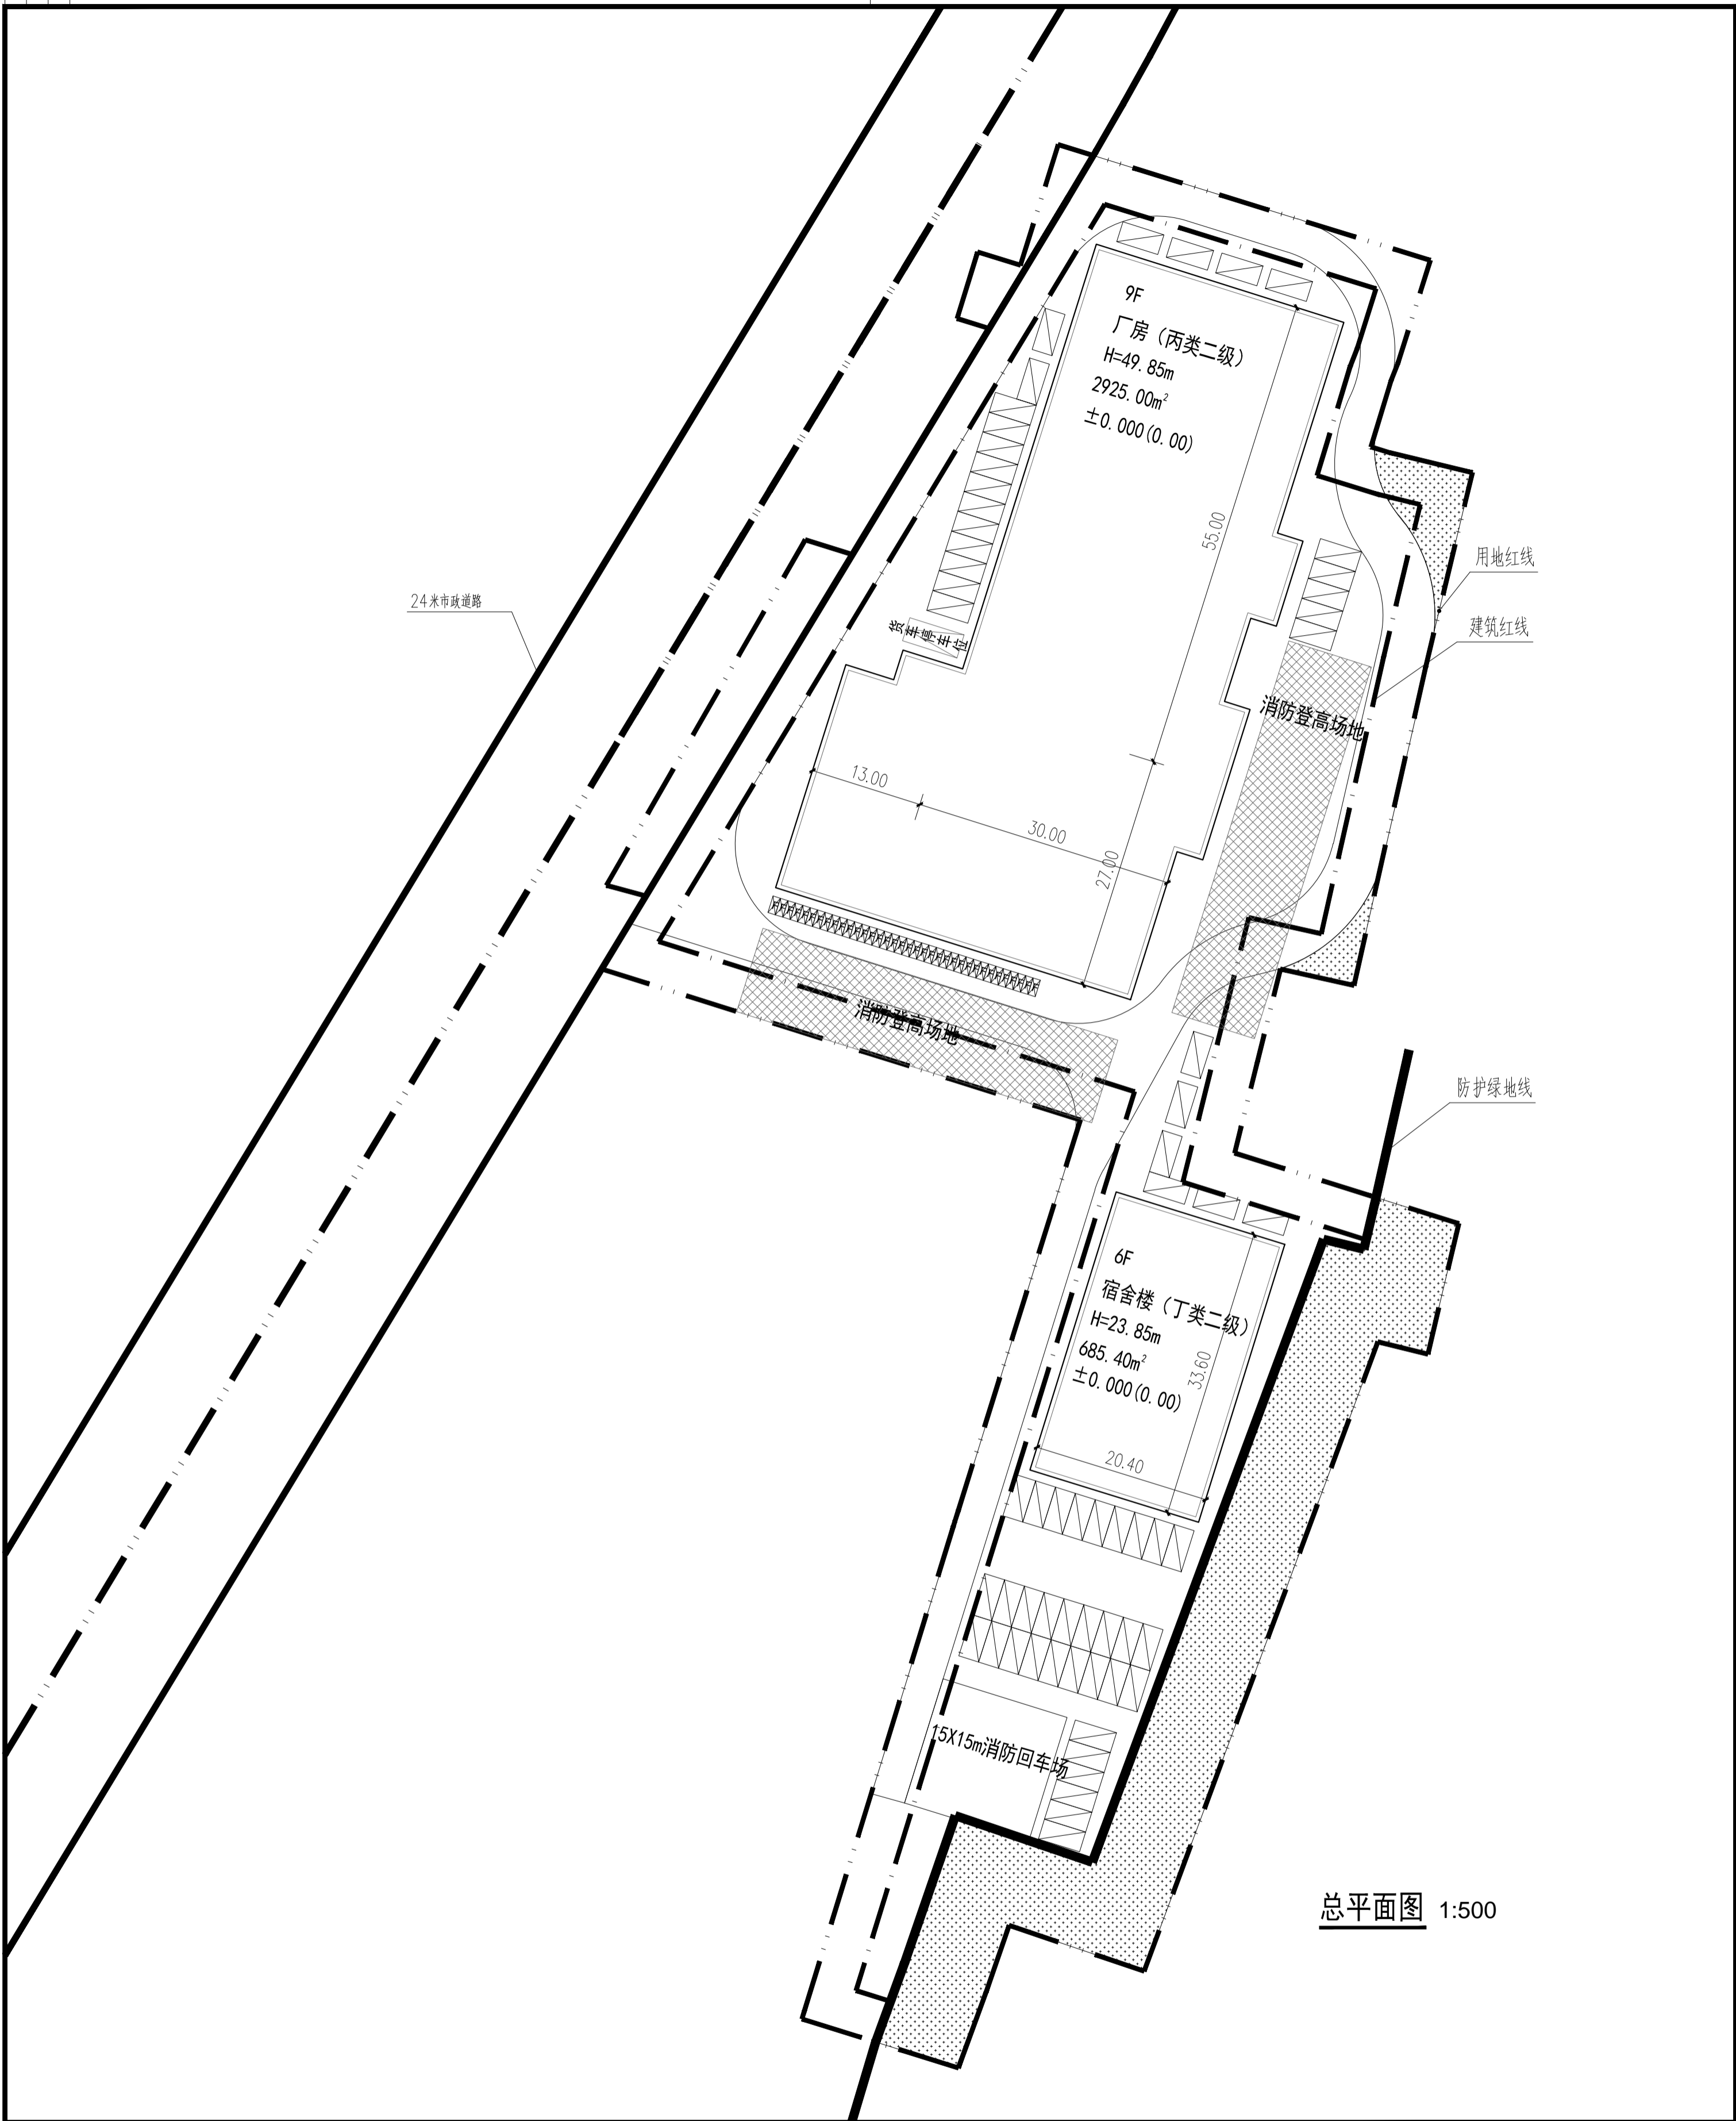 9F
厂房（丙类二级）
H=49.85m
2925.00m²
±0.000(0.00)
55.00
用地红线
24米市政道路
建筑红线
货车停车位
消防登高场地
13.00
30.00
27.00
消防登高场地
防护绿地线
6F
宿舍楼（丁类二级）
H=23.85m
685.40m²
±0.000(0.00)
33.60
20.40
15X15m消防回车场
总平面图 1:500